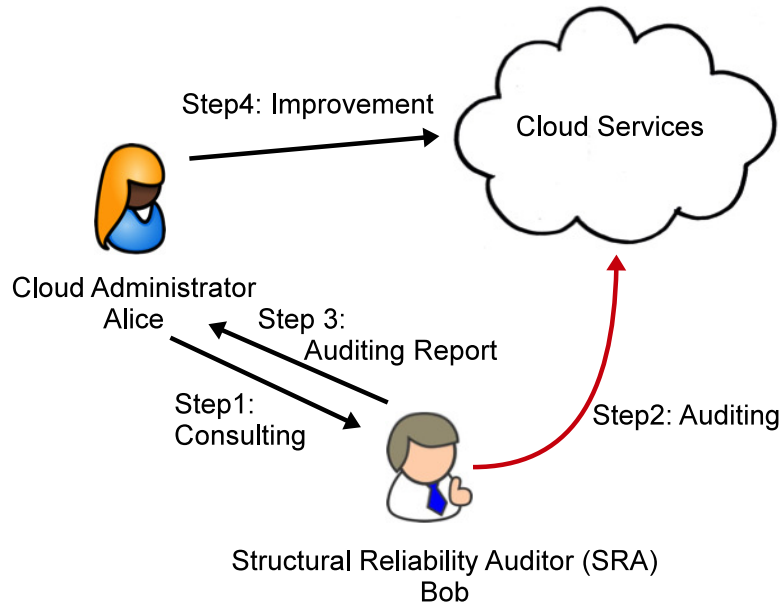 Step4: Improvement
Cloud Services
Cloud Administrator
Alice
Step 3:
Auditing Report
Step1:
Consulting
Step2: Auditing
Structural Reliability Auditor (SRA)
Bob